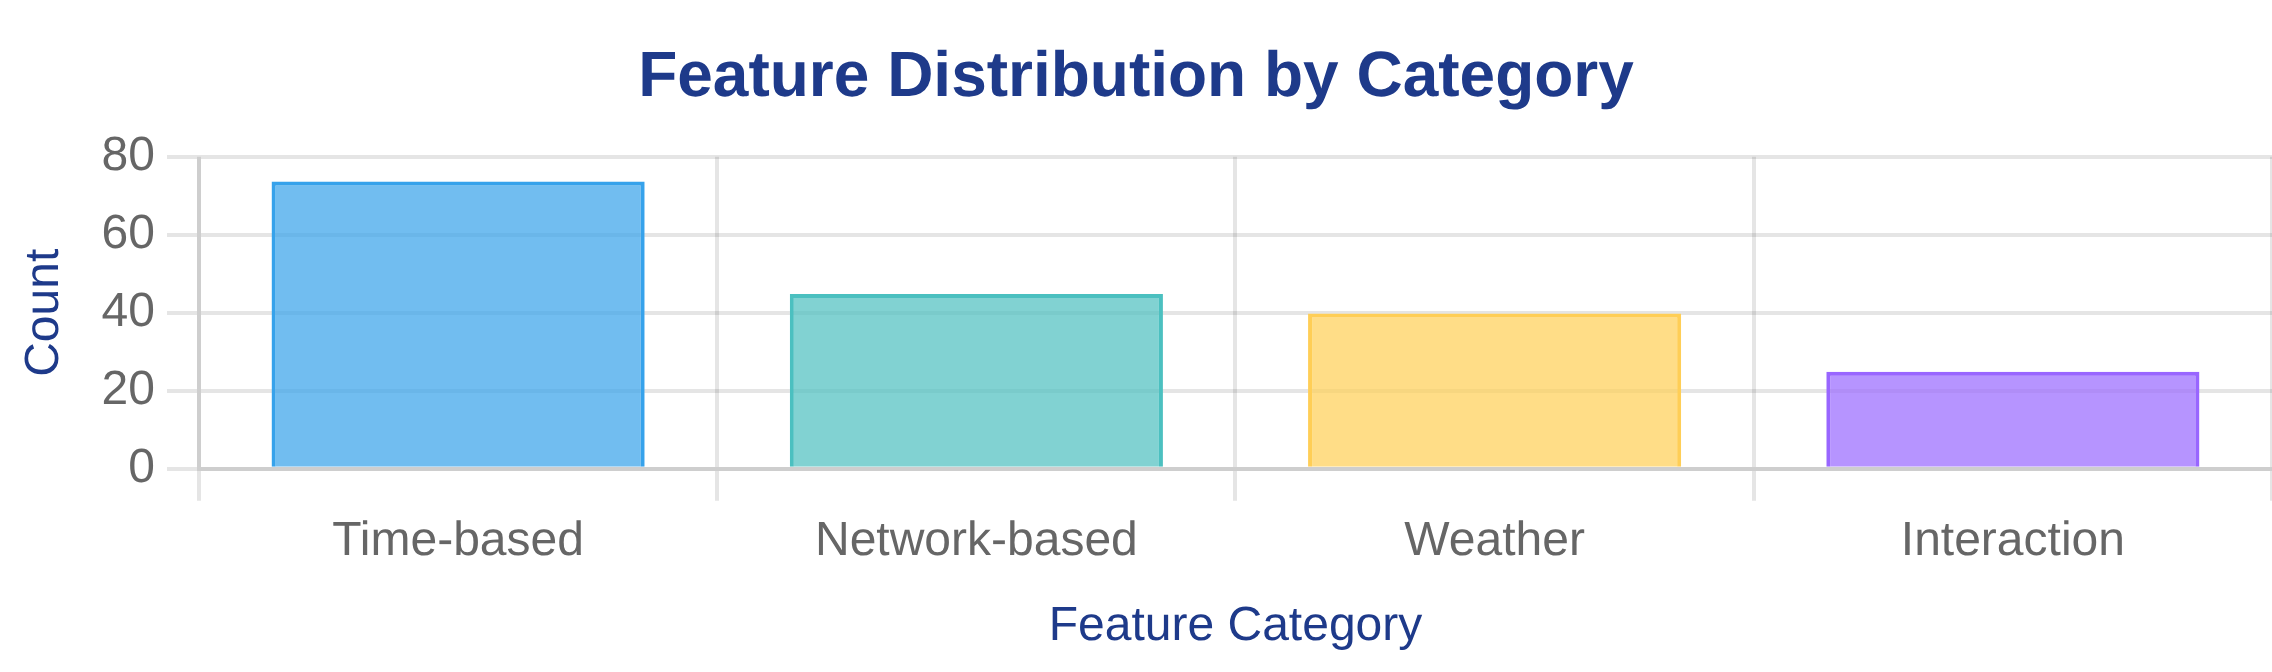 Feature Distribution by Category
80
60
40
20
0
Count
Time-based Network-based Weather Interaction
Feature Category